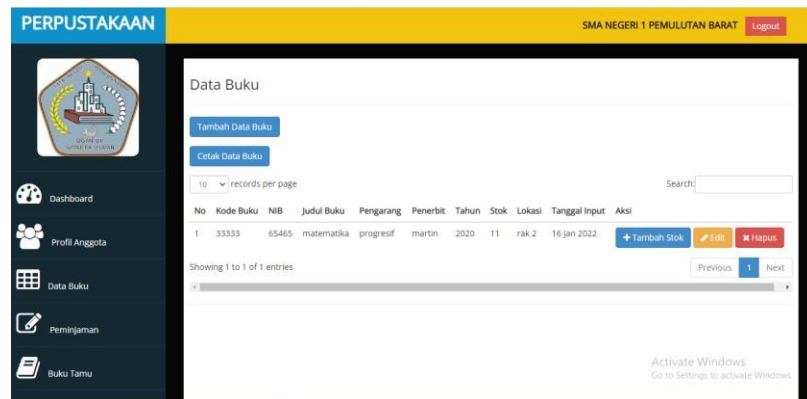 PERPUSTAKAAN
SMA NEGERI 1 PEMULUTAN BARAT Logout
Data Buku
Tambah Data Buku
Cetak Data Buku
10 records per page Search:
No Kode Buku NIB Judul Buku Pengarang Penerbit Tahun Stok Lokasi Tanggal Input Aksi
1 33333 65465 matematika progresif martin 2020 11 rak 2 16 Jan 2022 Tambah Stok Edit Hapus
Showing 1 to 1 of 1 entries Previous 1 Next
Dashboard
Profil Anggota
Data Buku
Peminjaman
Buku Tamu
Activate Windows
Go to Settings to activate Windows.